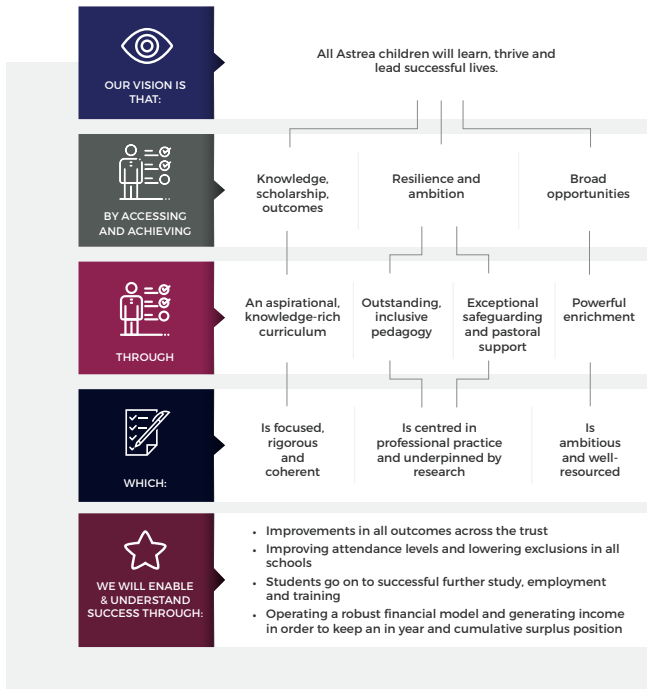 OUR VISION IS
THAT:
All Astrea children will learn, thrive and
lead successful lives.
BY ACCESSING
AND ACHIEVING
Knowledge,
scholarship,
outcomes
Resilience and
ambition
Broad
opportunities
THROUGH
An aspirational,
knowledge-rich
curriculum
Outstanding,
inclusive
pedagogy
Exceptional
safeguarding
and pastoral
support
Powerful
enrichment
WHICH:
Is focused,
rigorous
and
coherent
Is centred in
professional practice
and underpinned by
research
Is
ambitious
and well-
resourced
WE WILL ENABLE
& UNDERSTAND
SUCCESS THROUGH:
• Improvements in all outcomes across the trust
• Improving attendance levels and lowering exclusions in all
schools
• Students go on to successful further study, employment
and training
• Operating a robust financial model and generating income
in order to keep an in year and cumulative surplus position